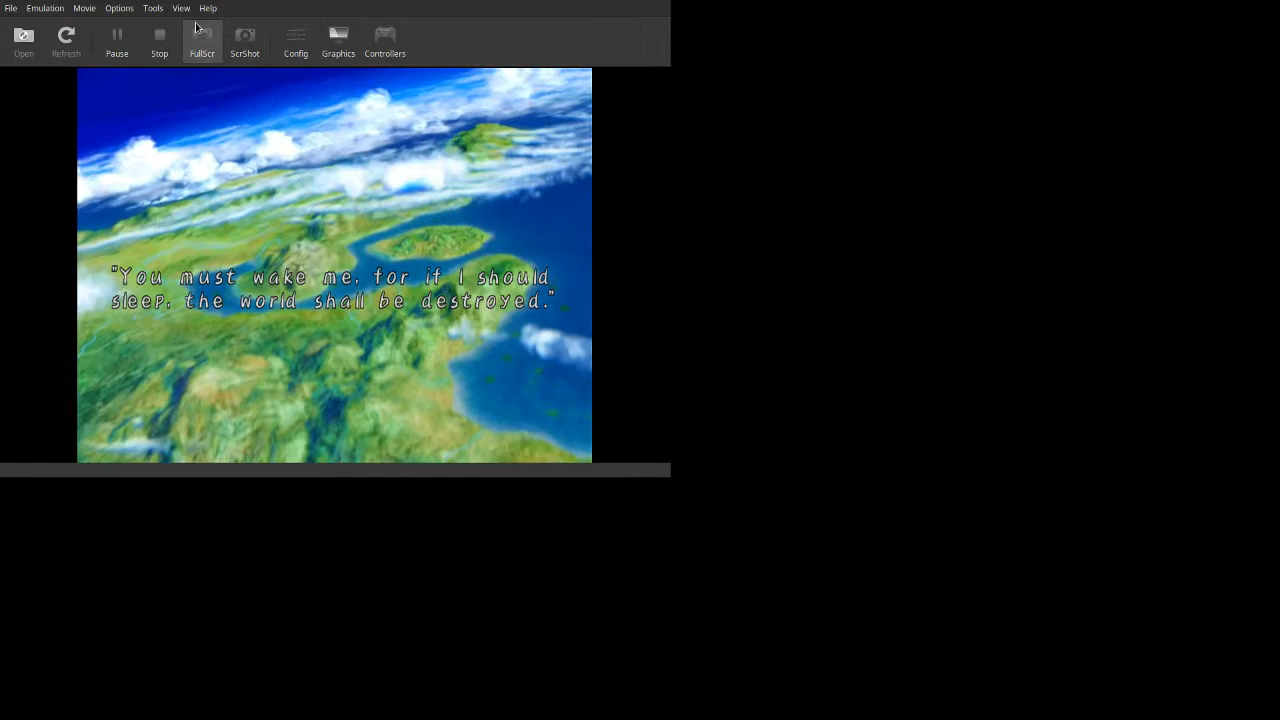 File Emulation Movie Options Tools View Help
Open Refresh Pause Stop FullScr ScrShot Config Graphics Controllers
"You must wake me, for if I should
sleep, the world shall be destroyed."